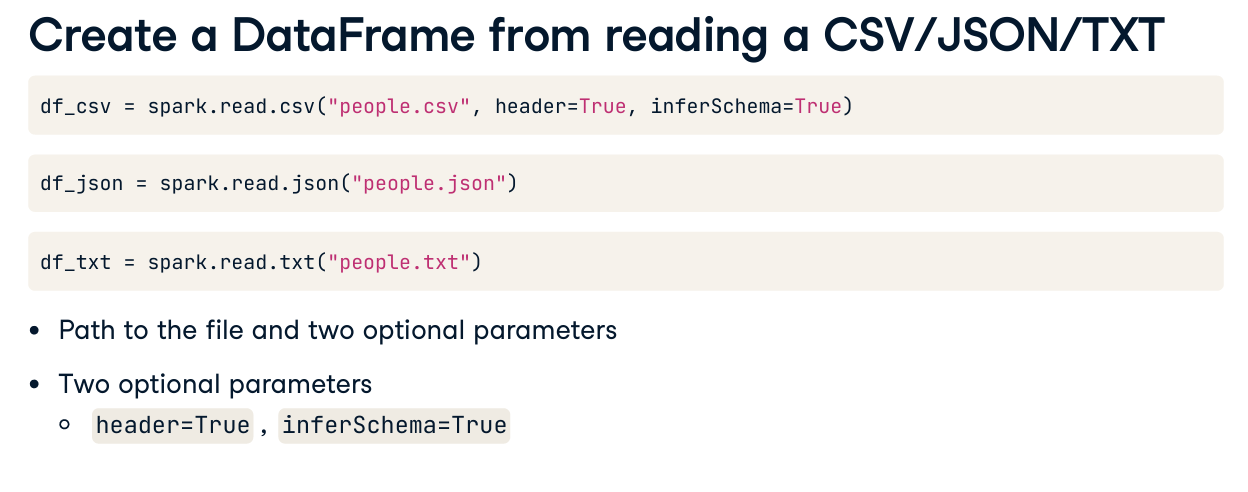 Create a DataFrame from reading a CSV/JSON/TXT
df_csv = spark.read.csv("people.csv", header=True, inferSchema=True)
df_json = spark.read.json("people.json")
df_txt = spark.read.txt("people.txt")
• Path to the file and two optional parameters
• Two optional parameters
○ header=True , inferSchema=True